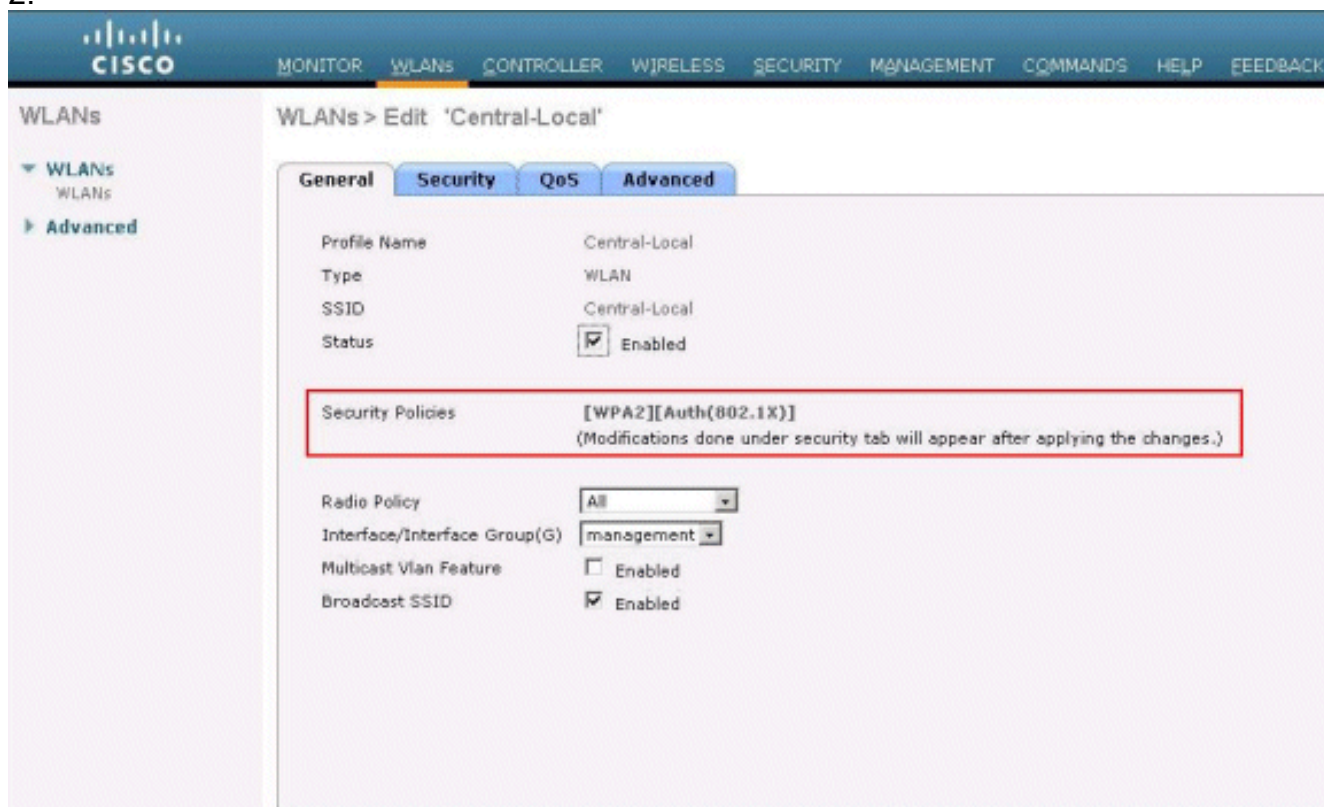 2.
CISCO
MONITOR WLANs CONTROLLER WIRELESS SECURITY MANAGEMENT COMMANDS HELP FEEDBACK
WLANs
WLANs
WLANs
Advanced
WLANs > Edit 'Central-Local'
General Security QoS Advanced
Profile Name Central-Local
Type WLAN
SSID Central-Local
Status Enabled
Security Policies [WPA2][Auth(802.1X)]
(Modifications done under security tab will appear after applying the changes.)
Radio Policy All
Interface/Interface Group(G) management
Multicast Vlan Feature Enabled
Broadcast SSID Enabled